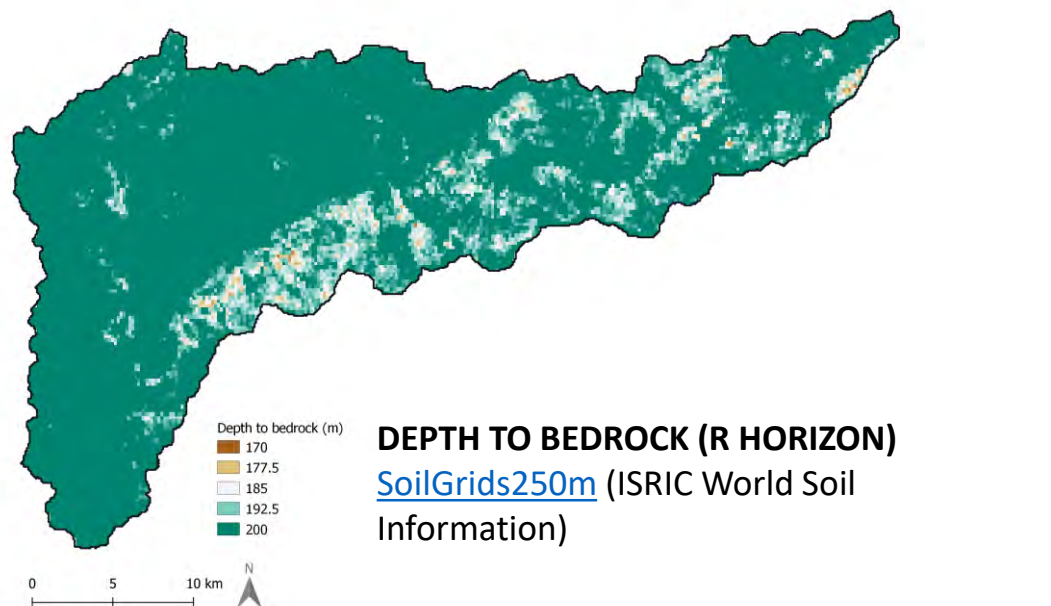 Depth to bedrock (m)
170
177.5
185
192.5
200
DEPTH TO BEDROCK (R HORIZON)
SoilGrids250m (ISRIC World Soil
Information)
0 5 10 km
N